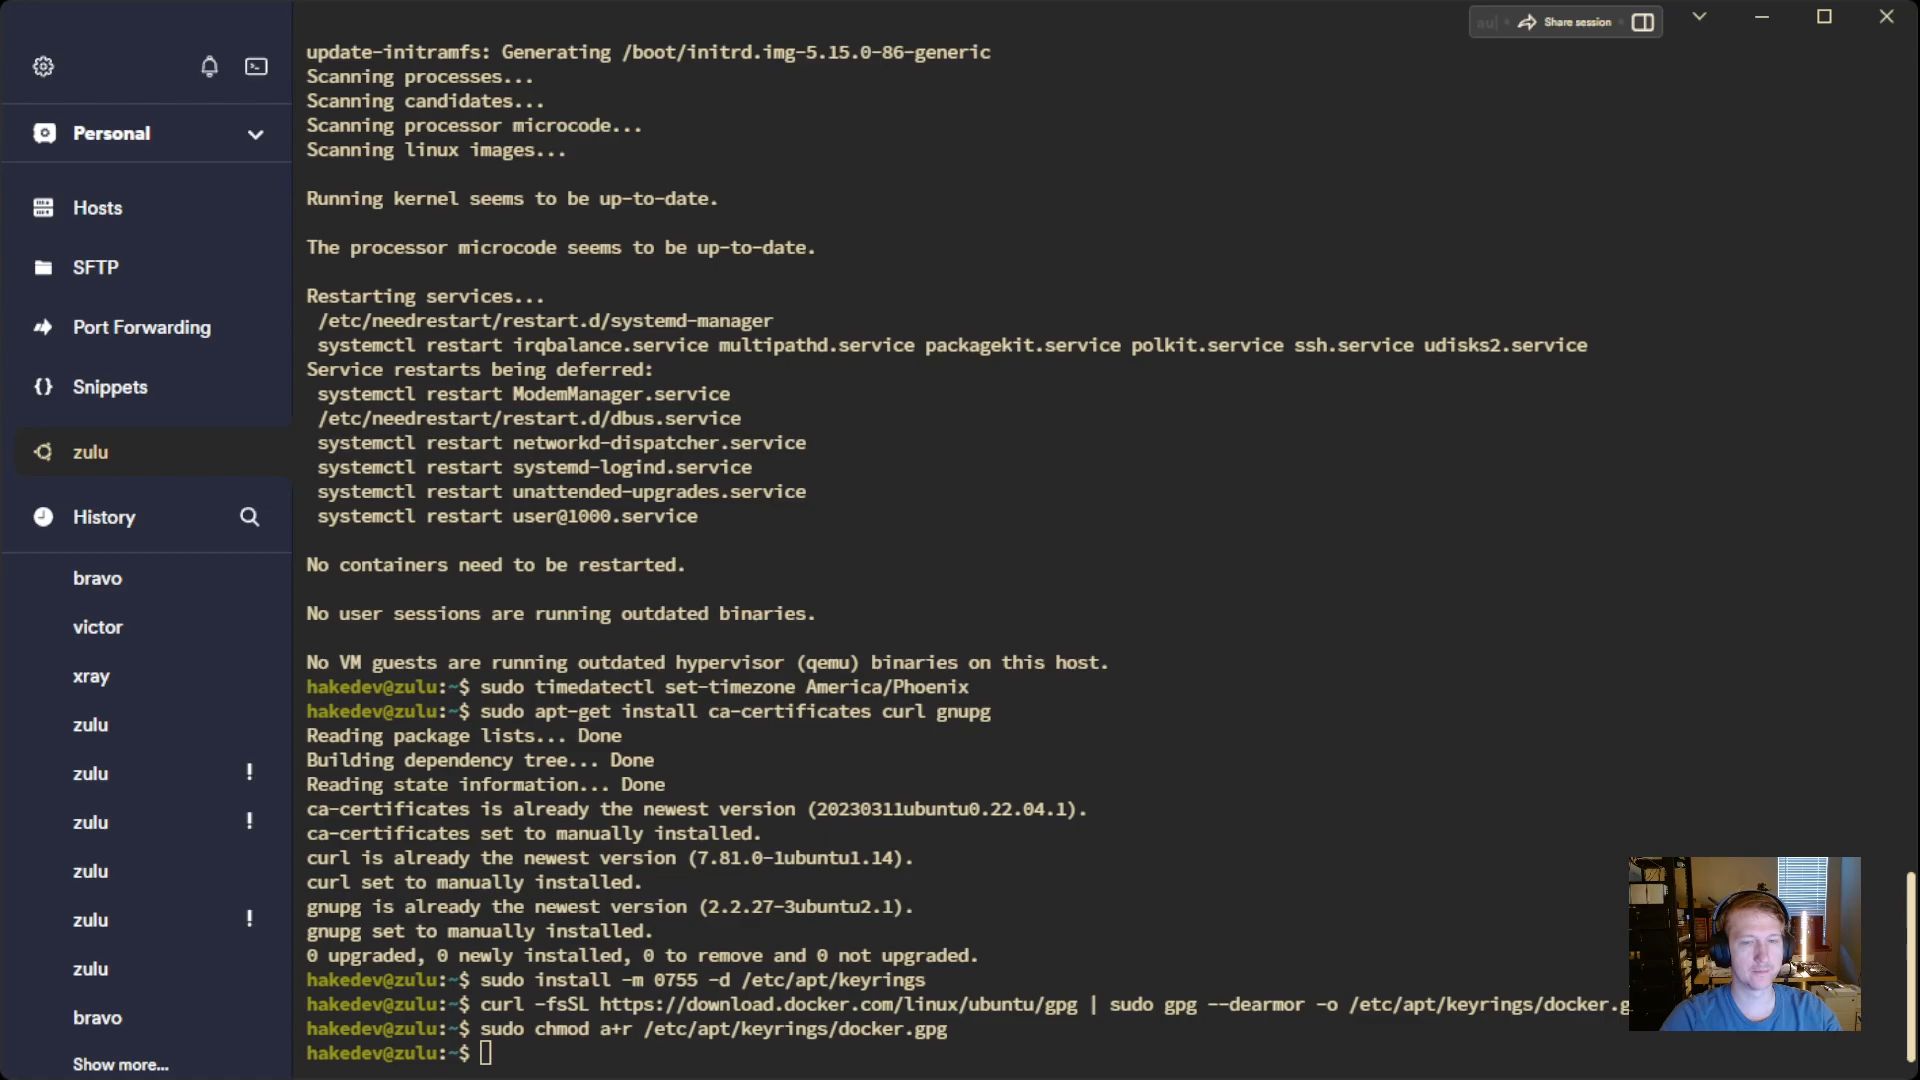 Share session
Personal
Hosts
SFTP
Port Forwarding
Snippets
zulu
History
bravo
victor
xray
zulu
zulu !
zulu !
zulu
zulu !
zulu
bravo
Show more...
update-initramfs: Generating /boot/initrd.img-5.15.0-86-generic
Scanning processes...
Scanning candidates...
Scanning processor microcode...
Scanning linux images...
Running kernel seems to be up-to-date.
The processor microcode seems to be up-to-date.
Restarting services...
/etc/needrestart/restart.d/systemd-manager
systemctl restart irqbalance.service multipathd.service packagekit.service polkit.service ssh.service udisks2.service
Service restarts being deferred:
systemctl restart ModemManager.service
/etc/needrestart/restart.d/dbus.service
systemctl restart networkd-dispatcher.service
systemctl restart systemd-logind.service
systemctl restart unattended-upgrades.service
systemctl restart user@1000.service
No containers need to be restarted.
No user sessions are running outdated binaries.
No VM guests are running outdated hypervisor (qemu) binaries on this host.
hakedev@zulu:~$ sudo timedatectl set-timezone America/Phoenix
hakedev@zulu:~$ sudo apt-get install ca-certificates curl gnupg
Reading package lists... Done
Building dependency tree... Done
Reading state information... Done
ca-certificates is already the newest version (20230311ubuntu0.22.04.1).
ca-certificates set to manually installed.
curl is already the newest version (7.81.0-1ubuntu1.14).
curl set to manually installed.
gnupg is already the newest version (2.2.27-3ubuntu2.1).
gnupg set to manually installed.
0 upgraded, 0 newly installed, 0 to remove and 0 not upgraded.
hakedev@zulu:~$ sudo install -m 0755 -d /etc/apt/keyrings
hakedev@zulu:~$ curl -fsSL https://download.docker.com/linux/ubuntu/gpg | sudo gpg --dearmor -o /etc/apt/keyrings/docker.g
hakedev@zulu:~$ sudo chmod a+r /etc/apt/keyrings/docker.gpg
hakedev@zulu:~$